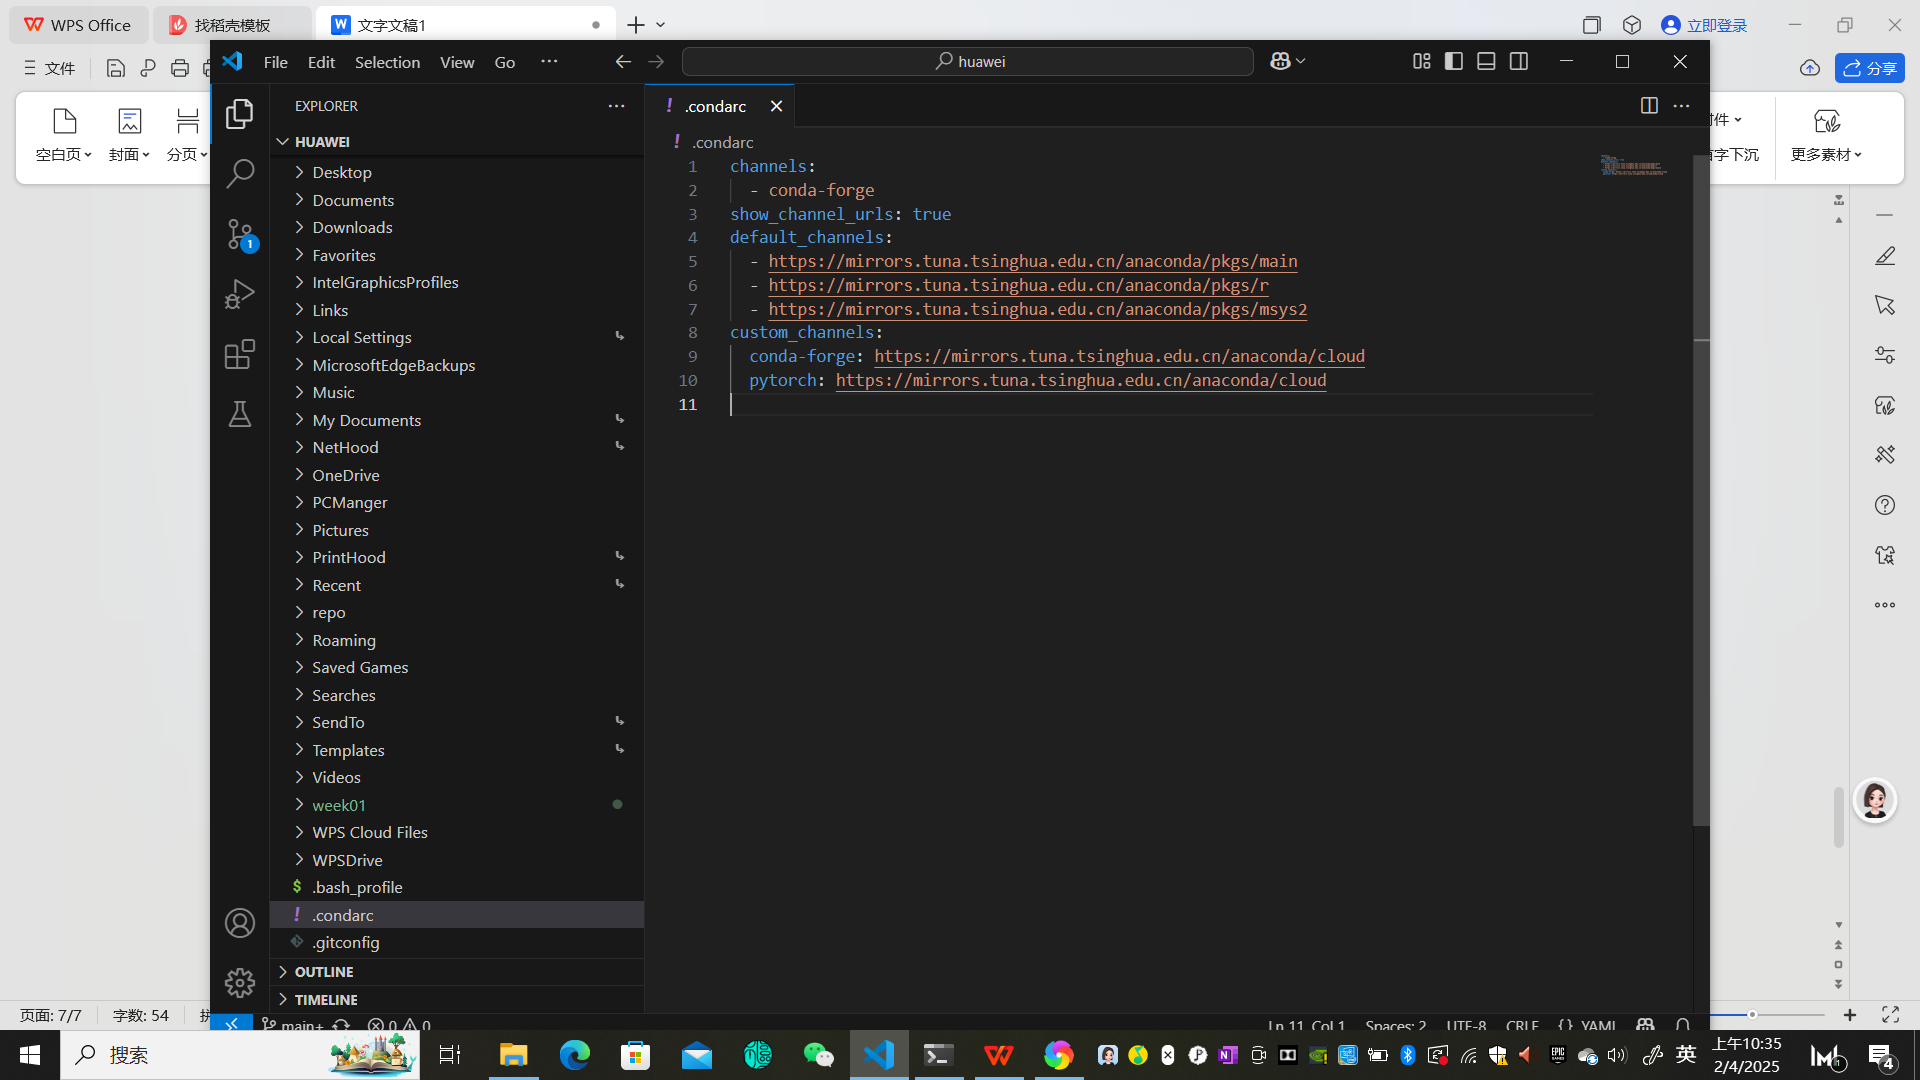 WPS Office
找稻壳模板
文字文稿1
立即登录
文件
分享
空白页
封面
分页
首字下沉
更多素材
File Edit Selection View Go
huawei
EXPLORER
HUAWEI
Desktop
Documents
Downloads
Favorites
IntelGraphicsProfiles
Links
Local Settings
MicrosoftEdgeBackups
Music
My Documents
NetHood
OneDrive
PCManger
Pictures
PrintHood
Recent
repo
Roaming
Saved Games
Searches
SendTo
Templates
Videos
week01
WPS Cloud Files
WPSDrive
.bash_profile
.condarc
.gitconfig
OUTLINE
TIMELINE
.condarc
.condarc
1 channels:
2 - conda-forge
3 show_channel_urls: true
4 default_channels:
5 - https://mirrors.tuna.tsinghua.edu.cn/anaconda/pkgs/main
6 - https://mirrors.tuna.tsinghua.edu.cn/anaconda/pkgs/r
7 - https://mirrors.tuna.tsinghua.edu.cn/anaconda/pkgs/msys2
8 custom_channels:
9 conda-forge: https://mirrors.tuna.tsinghua.edu.cn/anaconda/cloud
10 pytorch: https://mirrors.tuna.tsinghua.edu.cn/anaconda/cloud
11
main+ 0 0
Ln 11, Col 1 Spaces: 2 UTF-8 CRLF {} YAML
页面: 7/7 字数: 54
搜索
英
上午10:35
2/4/2025
4